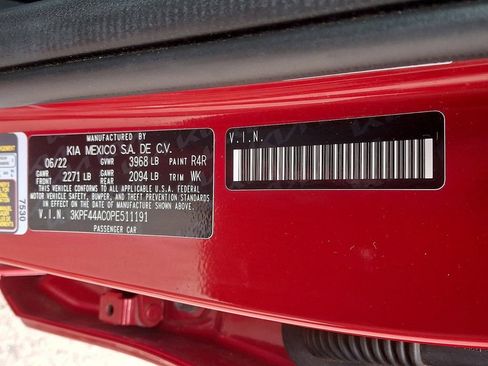 MANUFACTURED BY
KIA MEXICO S.A. DE C.V.
06/22 GVWR 3968 LB PAINT R4R
GAWR FRONT 2271 LB GAWR REAR 2094 LB TRIM WK
THIS VEHICLE CONFORMS TO ALL APPLICABLE U.S. FEDERAL
MOTOR VEHICLE SAFETY, BUMPER, AND THEFT PREVENTION STANDARDS
IN EFFECT ON THE DATE OF MANUFACTURE SHOWN ABOVE.
V.I.N. 3KPF44AC0PE511191
PASSENGER CAR
V.I.N.
7530